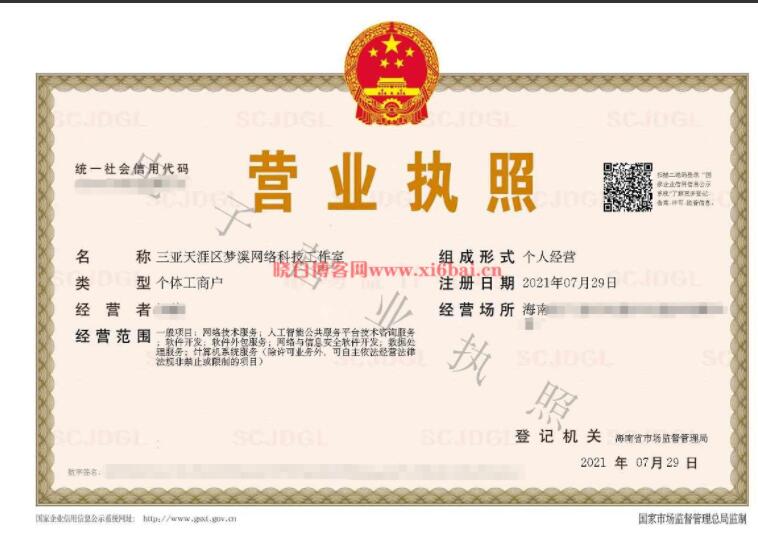 SCJDGL SCJDGL SCJDGL SCJDGL
统一社会信用代码
营业执照
扫描二维码登录“国
家企业信用信息公示
系统”了解更多登记、
备案、许可、监管信息。
电子营业执照
名称 三亚天涯区梦溪网络科技工作室
组成形式 个人经营
晓白博客网www.xi6bai.cn
类型 个体工商户
注册日期 2021年07月29日
经营者
经营场所 海南
经营范围 一般项目：网络技术服务；人工智能公共服务平台技术咨询服务
；软件开发；软件外包服务；网络与信息安全软件开发；数据处
理服务；计算机系统服务（除许可业务外，可自主依法经营法律
法规非禁止或限制的项目）
SCJDGL
SCJDGL SCJDGL SCJDGL
登记机关 海南省市场监督管理局
2021 年 07月 29 日
数字签名：
国家企业信用信息公示系统网址： http://www.gsxt.gov.cn
国家市场监督管理总局监制